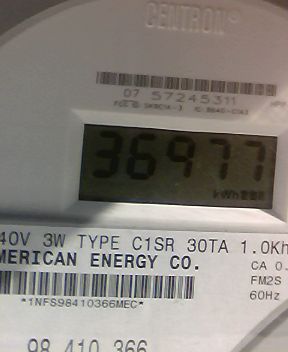 CENTRON®
07 57245311
36977
kWh
40V 3W TYPE C1SR 30TA 1.0Kh
MERICAN ENERGY CO.
CA 0.
FM2S
*1NFS98410366MEC*
60Hz
98 410 366